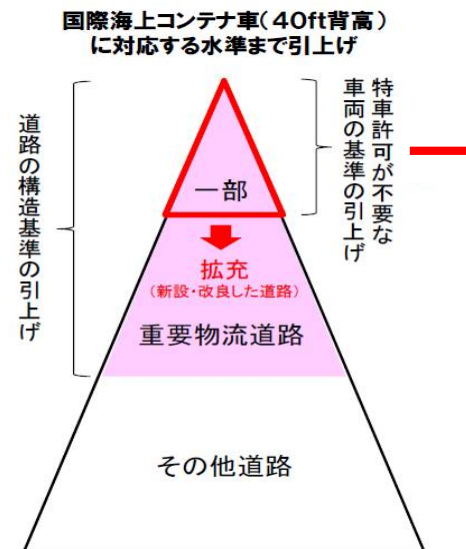 国際海上コンテナ車(40ft背高)
に対応する水準まで引上げ
道路の構造基準の引上げ
特車許可が不要な
車両の基準の引上げ
一部
拡充
(新設・改良した道路)
重要物流道路
その他道路